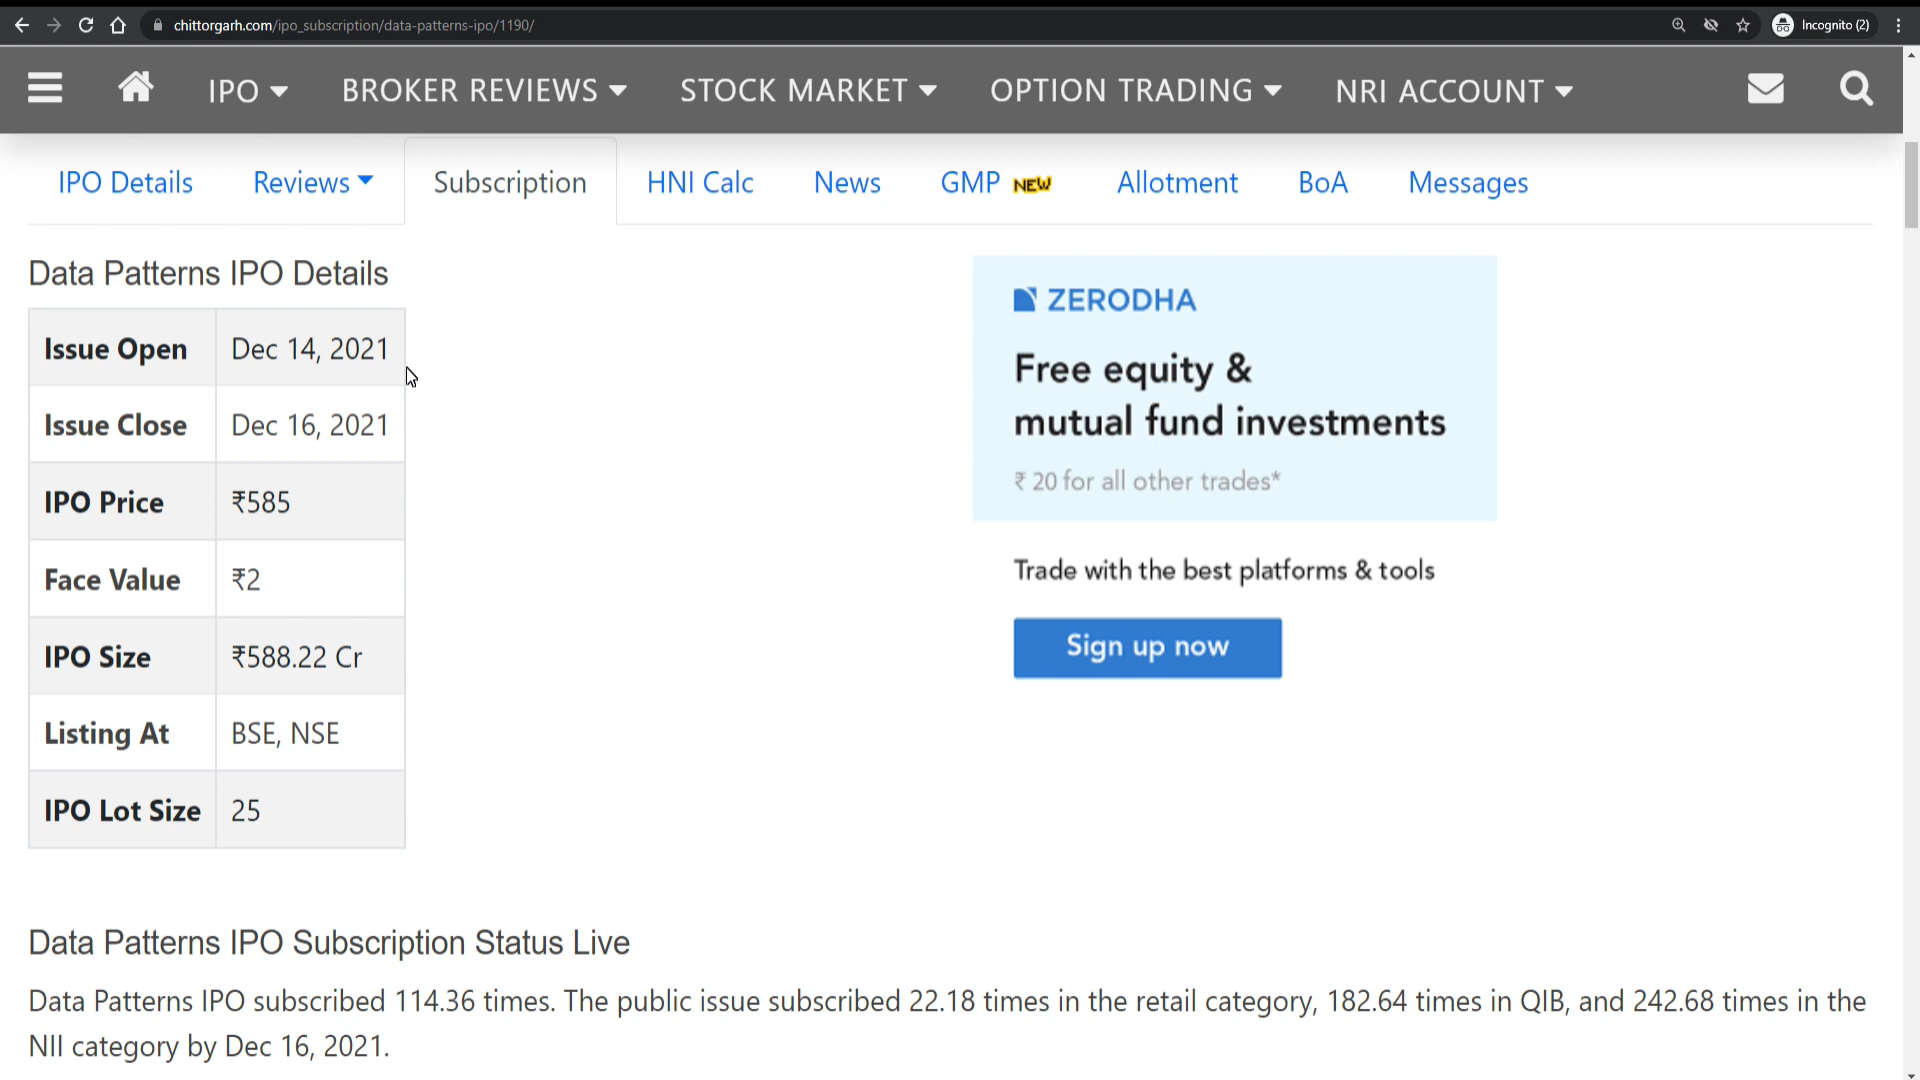 chittorgarh.com/ipo_subscription/data-patterns-ipo/1190/
Incognito (2)
IPO
BROKER REVIEWS
STOCK MARKET
OPTION TRADING
NRI ACCOUNT
IPO Details
Reviews
Subscription
HNI Calc
News
GMP NEW
Allotment
BoA
Messages
Data Patterns IPO Details
Issue Open Dec 14, 2021
Issue Close Dec 16, 2021
IPO Price ₹585
Face Value ₹2
IPO Size ₹588.22 Cr
Listing At BSE, NSE
IPO Lot Size 25
ZERODHA
Free equity &
mutual fund investments
₹ 20 for all other trades*
Trade with the best platforms & tools
Sign up now
Data Patterns IPO Subscription Status Live
Data Patterns IPO subscribed 114.36 times. The public issue subscribed 22.18 times in the retail category, 182.64 times in QIB, and 242.68 times in the
NII category by Dec 16, 2021.